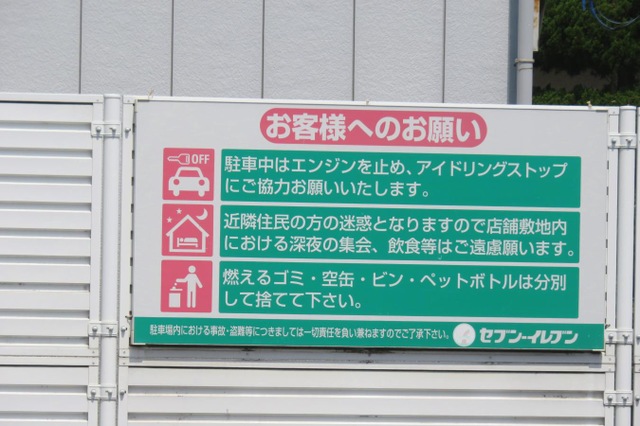 お客様へのお願い
OFF
駐車中はエンジンを止め、アイドリングストップ
にご協力お願いいたします。
近隣住民の方の迷惑となりますので店舗敷地内
における深夜の集会、飲食等はご遠慮願います。
燃えるゴミ・空缶・ビン・ペットボトルは分別
して捨てて下さい。
駐車場内における事故・盗難等につきましては一切責任を負い兼ねますのでご了承下さい。
セブン-イレブン